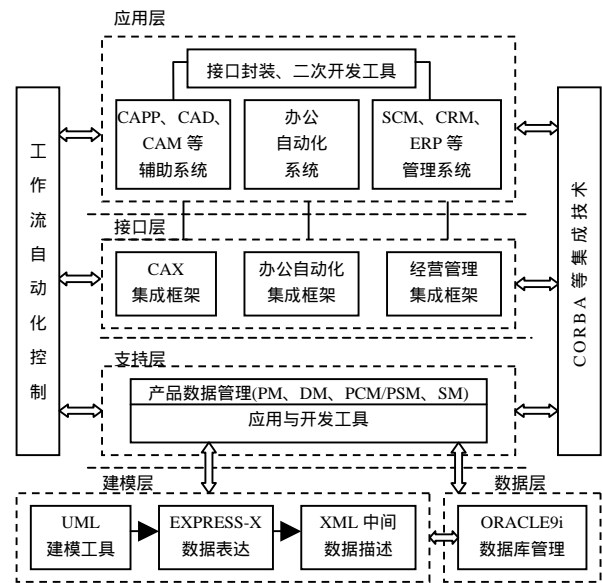 应用层
接口封装、二次开发工具
CAPP、CAD、
CAM 等
辅助系统
办公
自动化
系统
SCM、CRM、
ERP 等
管理系统
工作流自动化控制
CORBA 等集成技术
接口层
CAX
集成框架
办公自动化
集成框架
经营管理
集成框架
支持层
产品数据管理(PM、DM、PCM/PSM、SM)
应用与开发工具
建模层
数据层
UML
建模工具
EXPRESS-X
数据表达
XML 中间
数据描述
ORACLE9i
数据库管理